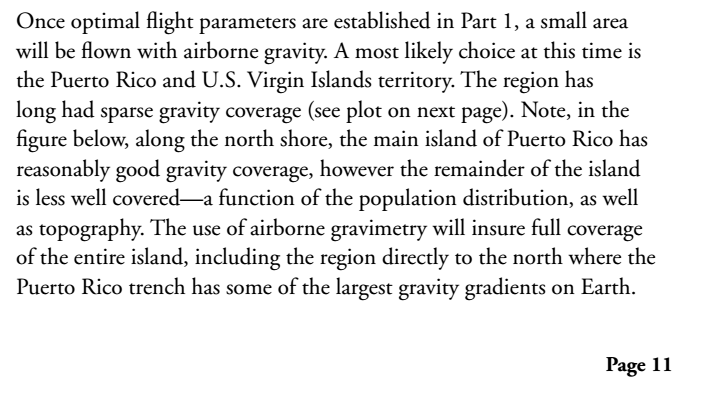 Once optimal flight parameters are established in Part 1, a small area
will be flown with airborne gravity. A most likely choice at this time is
the Puerto Rico and U.S. Virgin Islands territory. The region has
long had sparse gravity coverage (see plot on next page). Note, in the
figure below, along the north shore, the main island of Puerto Rico has
reasonably good gravity coverage, however the remainder of the island
is less well covered—a function of the population distribution, as well
as topography. The use of airborne gravimetry will insure full coverage
of the entire island, including the region directly to the north where the
Puerto Rico trench has some of the largest gravity gradients on Earth.
Page 11